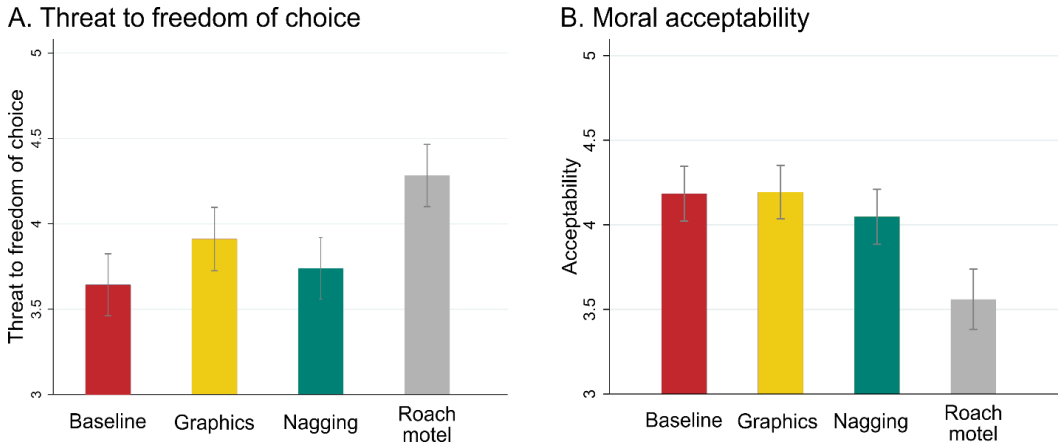 A. Threat to freedom of choice
Threat to freedom of choice
5
4.5
4
3.5
3
Baseline
Graphics
Nagging
Roach
motel
B. Moral acceptability
Acceptability
5
4.5
4
3.5
3
Baseline
Graphics
Nagging
Roach
motel